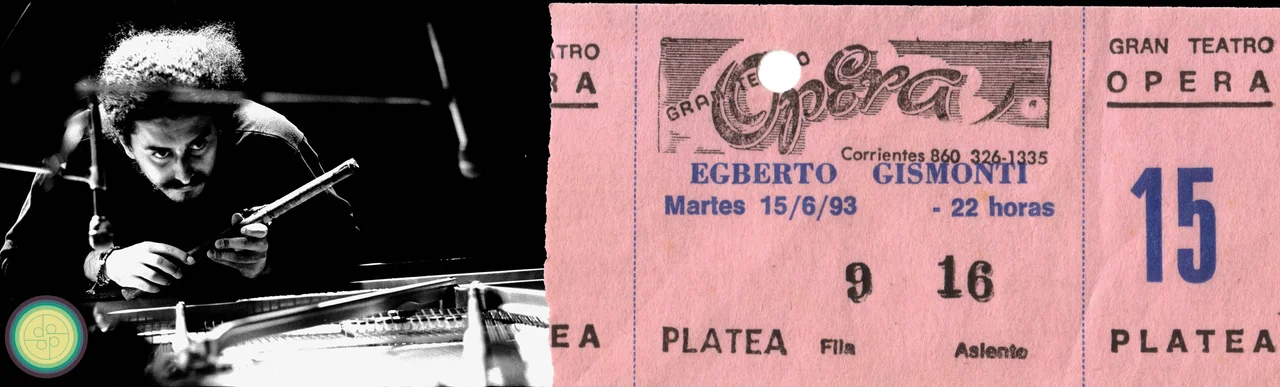 TRO
RA
EA
GRAN TEATRO
Opera
Corrientes 860 326-1335
EGBERTO GISMONTI
Martes 15/6/93 - 22 horas
9 16
PLATEA Fila Asiento
GRAN TEATRO
OPERA
15
PLATEA